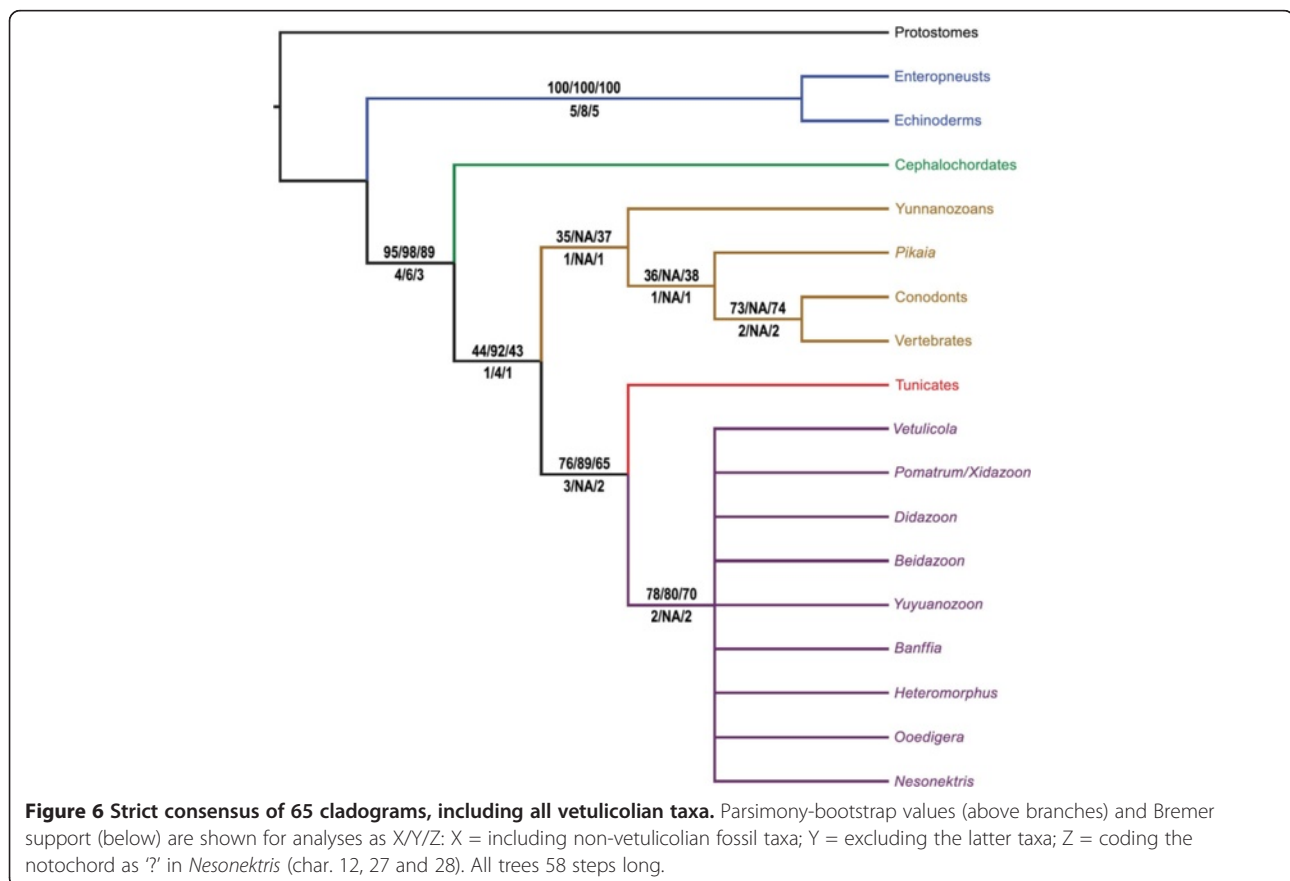 Protostomes
Enteropneusts
100/100/100
5/8/5
Echinoderms
Cephalochordates
Yunnanozoans
35/NA/37
1/NA/1
95/98/89
4/6/3
Pikaia
36/NA/38
1/NA/1
Conodonts
73/NA/74
2/NA/2
Vertebrates
44/92/43
1/4/1
Tunicates
Vetulicola
76/89/65
3/NA/2
Pomatrum/Xidazoon
Didazoon
Beidazoon
78/80/70
2/NA/2
Yuyuanozoon
Banffia
Heteromorphus
Ooedigera
Nesonektris
Figure 6 Strict consensus of 65 cladograms, including all vetulicolian taxa. Parsimony-bootstrap values (above branches) and Bremer
support (below) are shown for analyses as X/Y/Z: X = including non-vetulicolian fossil taxa; Y = excluding the latter taxa; Z = coding the
notochord as ‘?’ in Nesonektris (char. 12, 27 and 28). All trees 58 steps long.